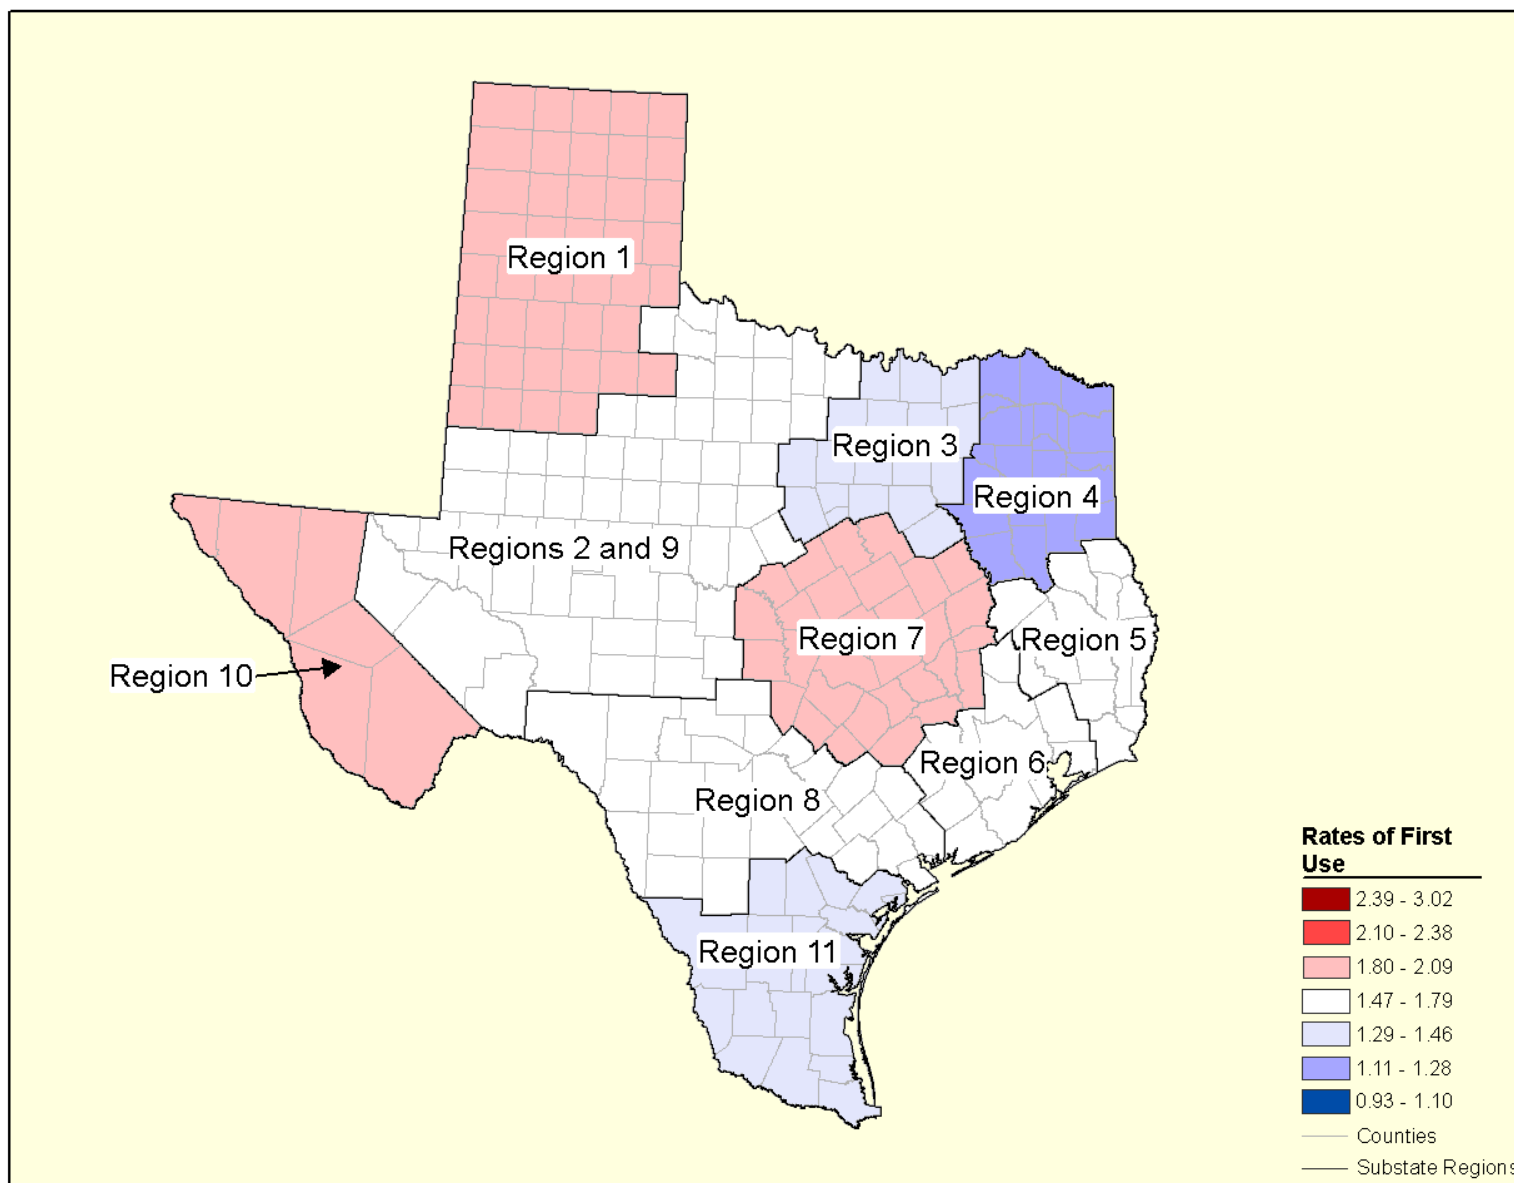 Region 1
Region 3
Region 4
Regions 2 and 9
Region 7
Region 5
Region 10
Region 6
Region 8
Region 11
Rates of First
Use
2.39 - 3.02
2.10 - 2.38
1.80 - 2.09
1.47 - 1.79
1.29 - 1.46
1.11 - 1.28
0.93 - 1.10
Counties
Substate Regions